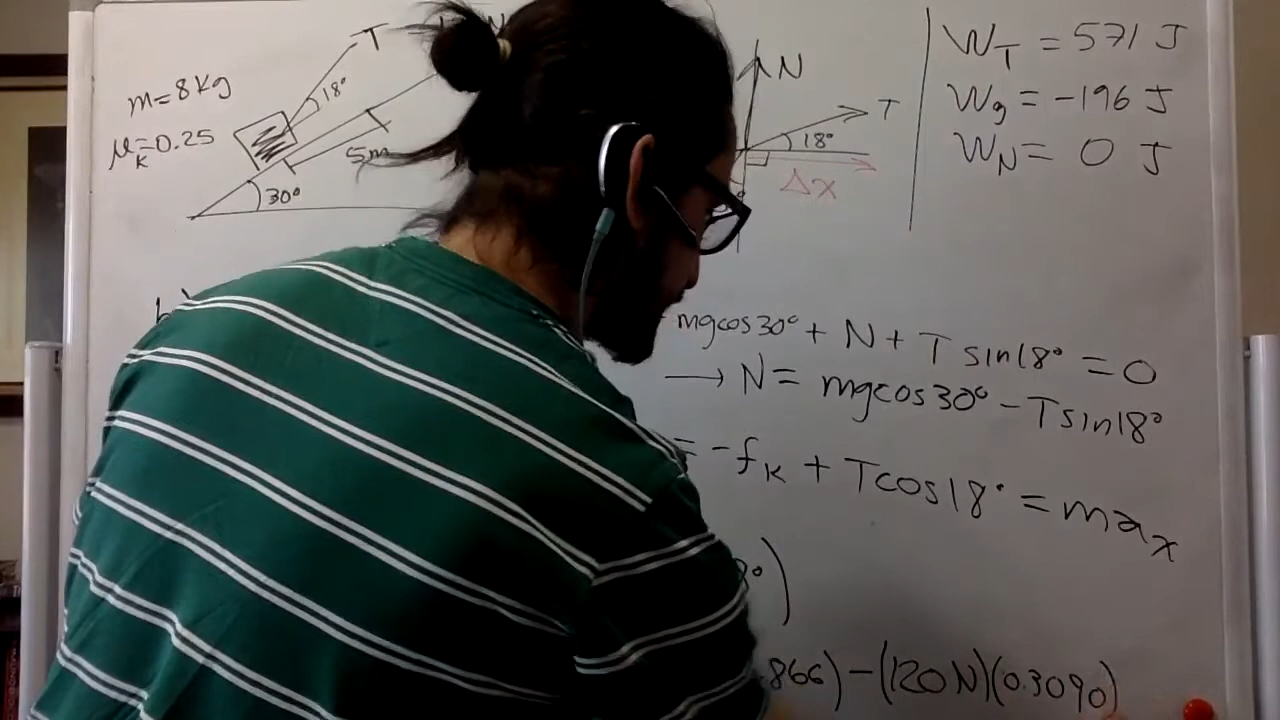 T
18°
m=8Kg
μK=0.25
5m
30°
N
T
18°
Δx
W_T = 571 J
W_g = -196 J
W_N = 0 J
mgcos30° + N + T sin18° = 0
→ N = mgcos30° - Tsin18°
= -f_K + Tcos18° = ma_x
8°)
.866) - (120N)(0.3090)